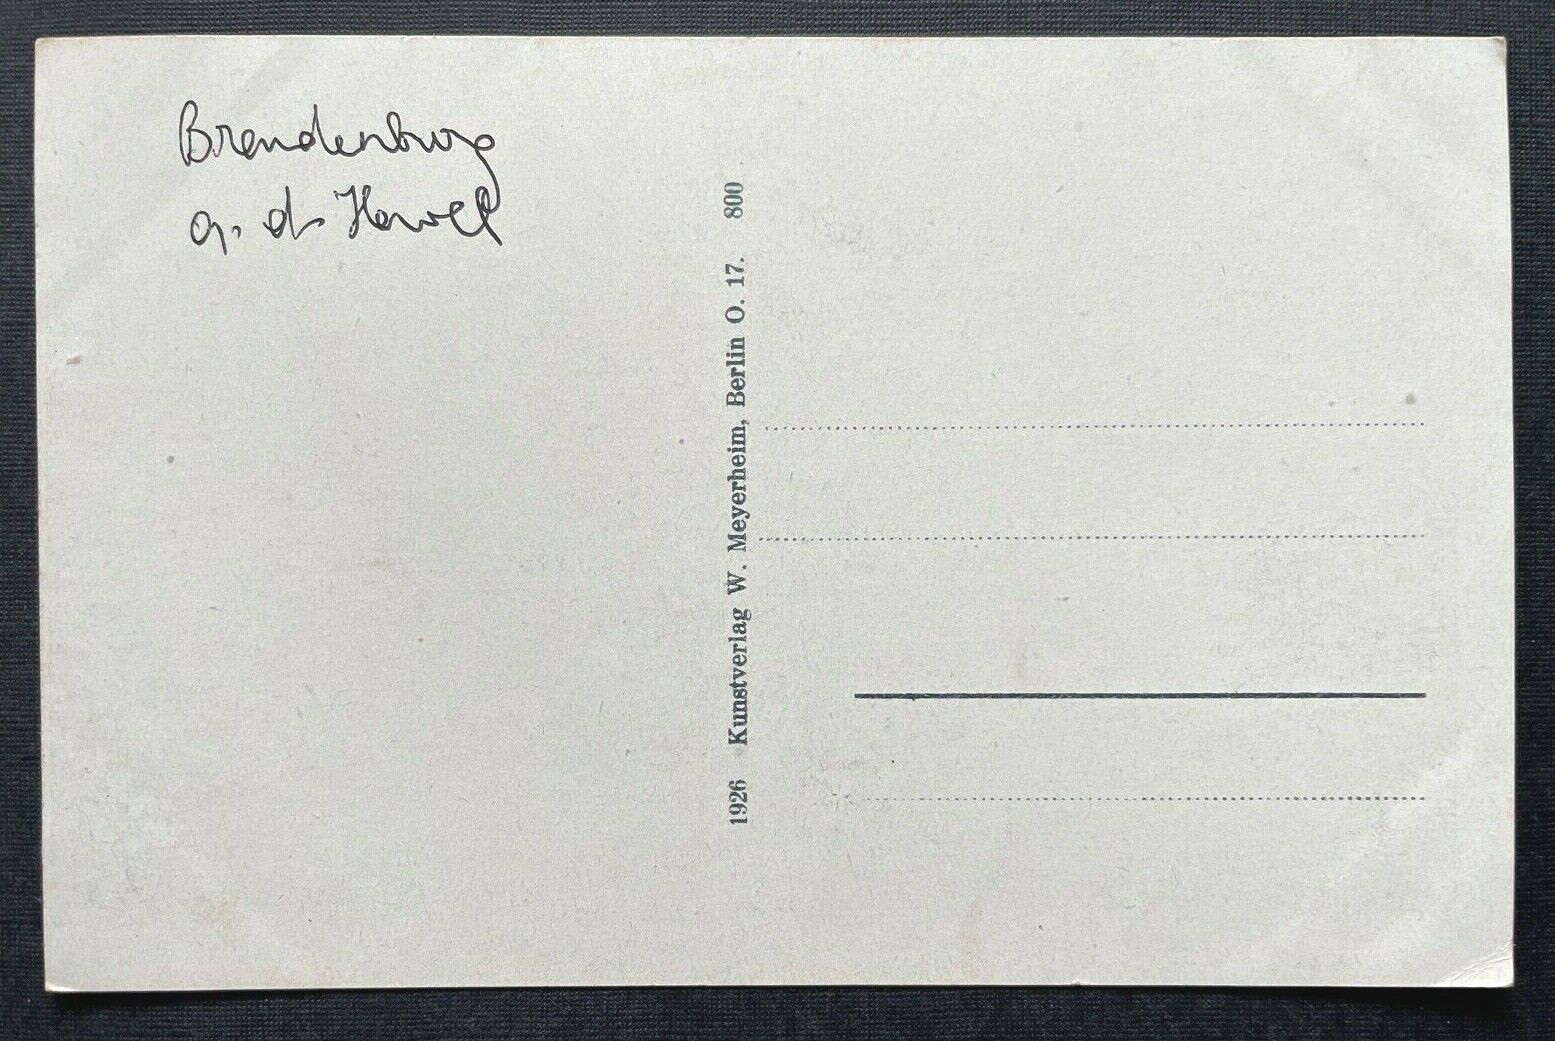 Brandenburg
a. d. Havel
1926 Kunstverlag W. Meyerheim, Berlin O. 17. 800